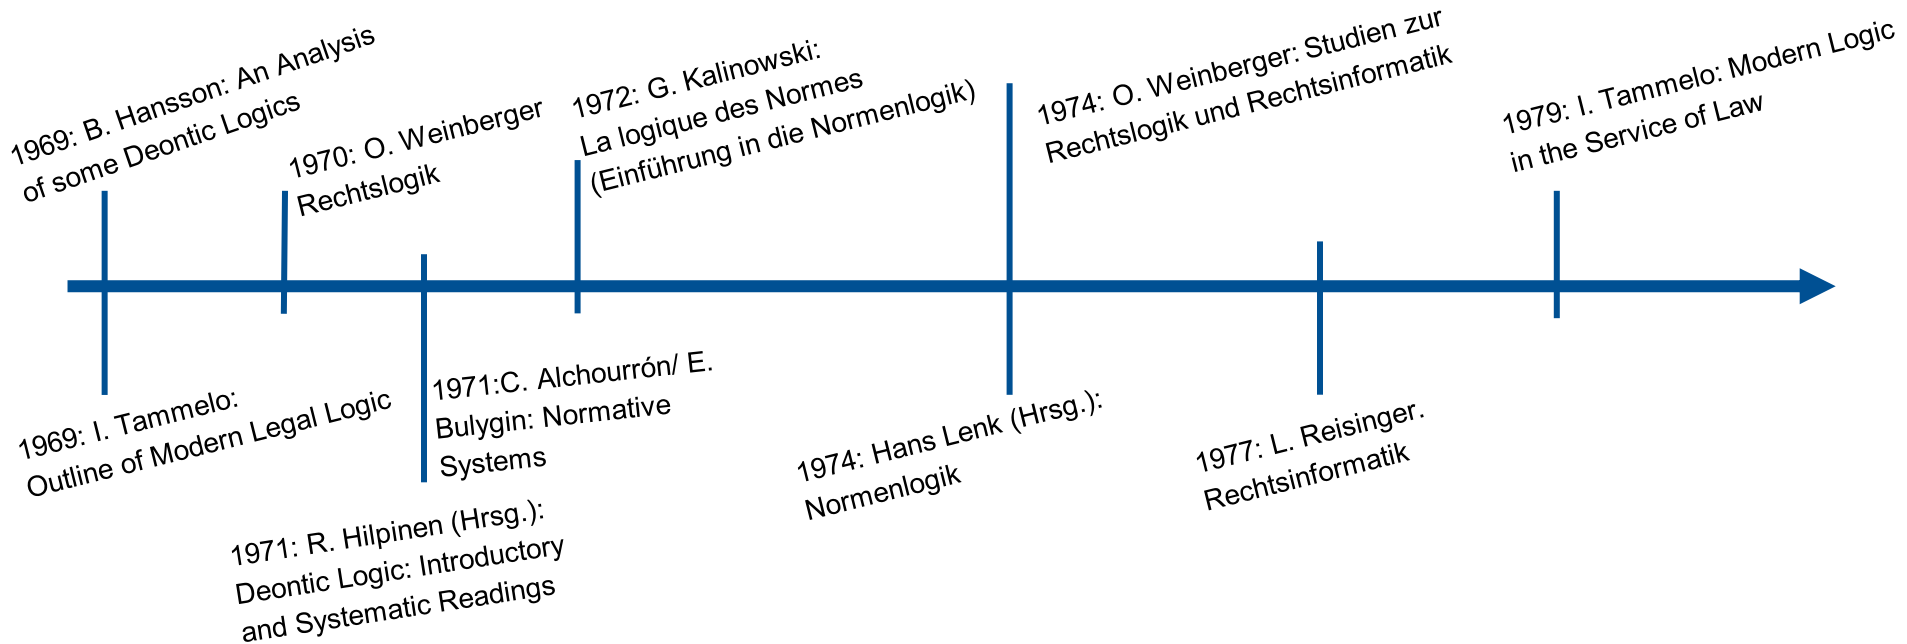 1969: B. Hansson: An Analysis
of some Deontic Logics
1970: O. Weinberger
Rechtslogik
1972: G. Kalinowski:
La logique des Normes
(Einführung in die Normenlogik)
1974: O. Weinberger: Studien zur
Rechtslogik und Rechtsinformatik
1979: I. Tammelo: Modern Logic
in the Service of Law
1969: I. Tammelo:
Outline of Modern Legal Logic
1971:C. Alchourrón/ E.
Bulygin: Normative
Systems
1971: R. Hilpinen (Hrsg.):
Deontic Logic: Introductory
and Systematic Readings
1974: Hans Lenk (Hrsg.):
Normenlogik
1977: L. Reisinger.
Rechtsinformatik